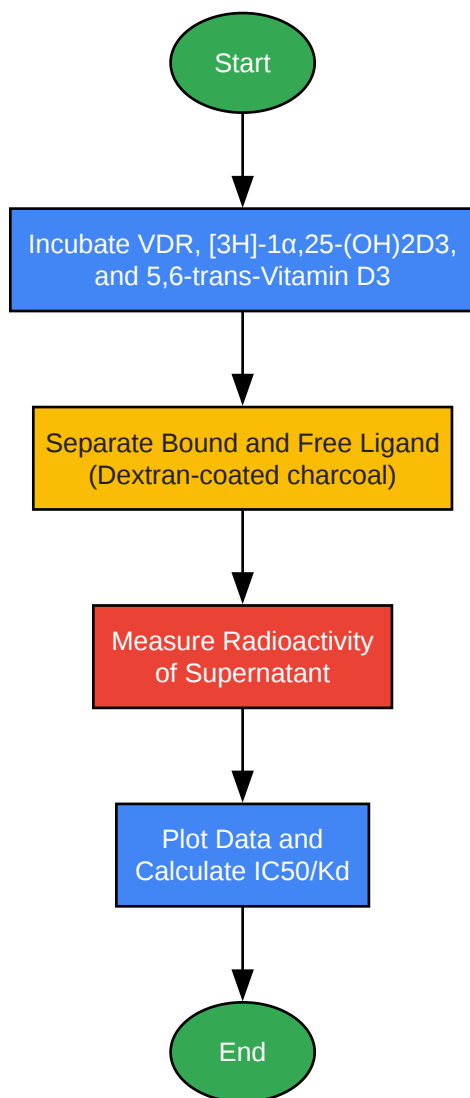 Start
Incubate VDR, [3H]-1α,25-(OH)2D3,
and 5,6-trans-Vitamin D3
Separate Bound and Free Ligand
(Dextran-coated charcoal)
Measure Radioactivity
of Supernatant
Plot Data and
Calculate IC50/Kd
End